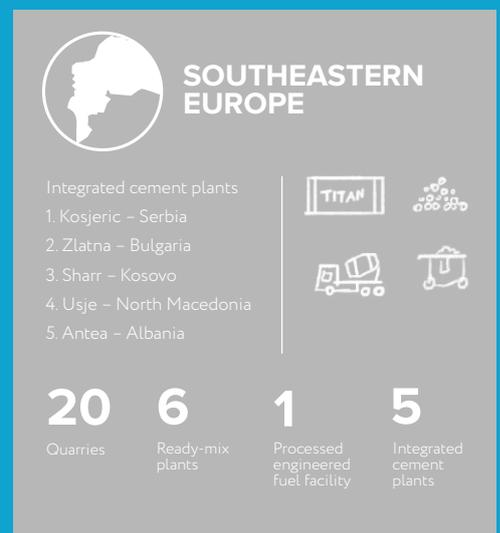 SOUTHEASTERN
EUROPE
Integrated cement plants
1. Kosjeric – Serbia
2. Zlatna – Bulgaria
3. Sharr – Kosovo
4. Usje – North Macedonia
5. Antea – Albania
TITAN
20
Quarries
6
Ready-mix
plants
1
Processed
engineered
fuel facility
5
Integrated
cement
plants